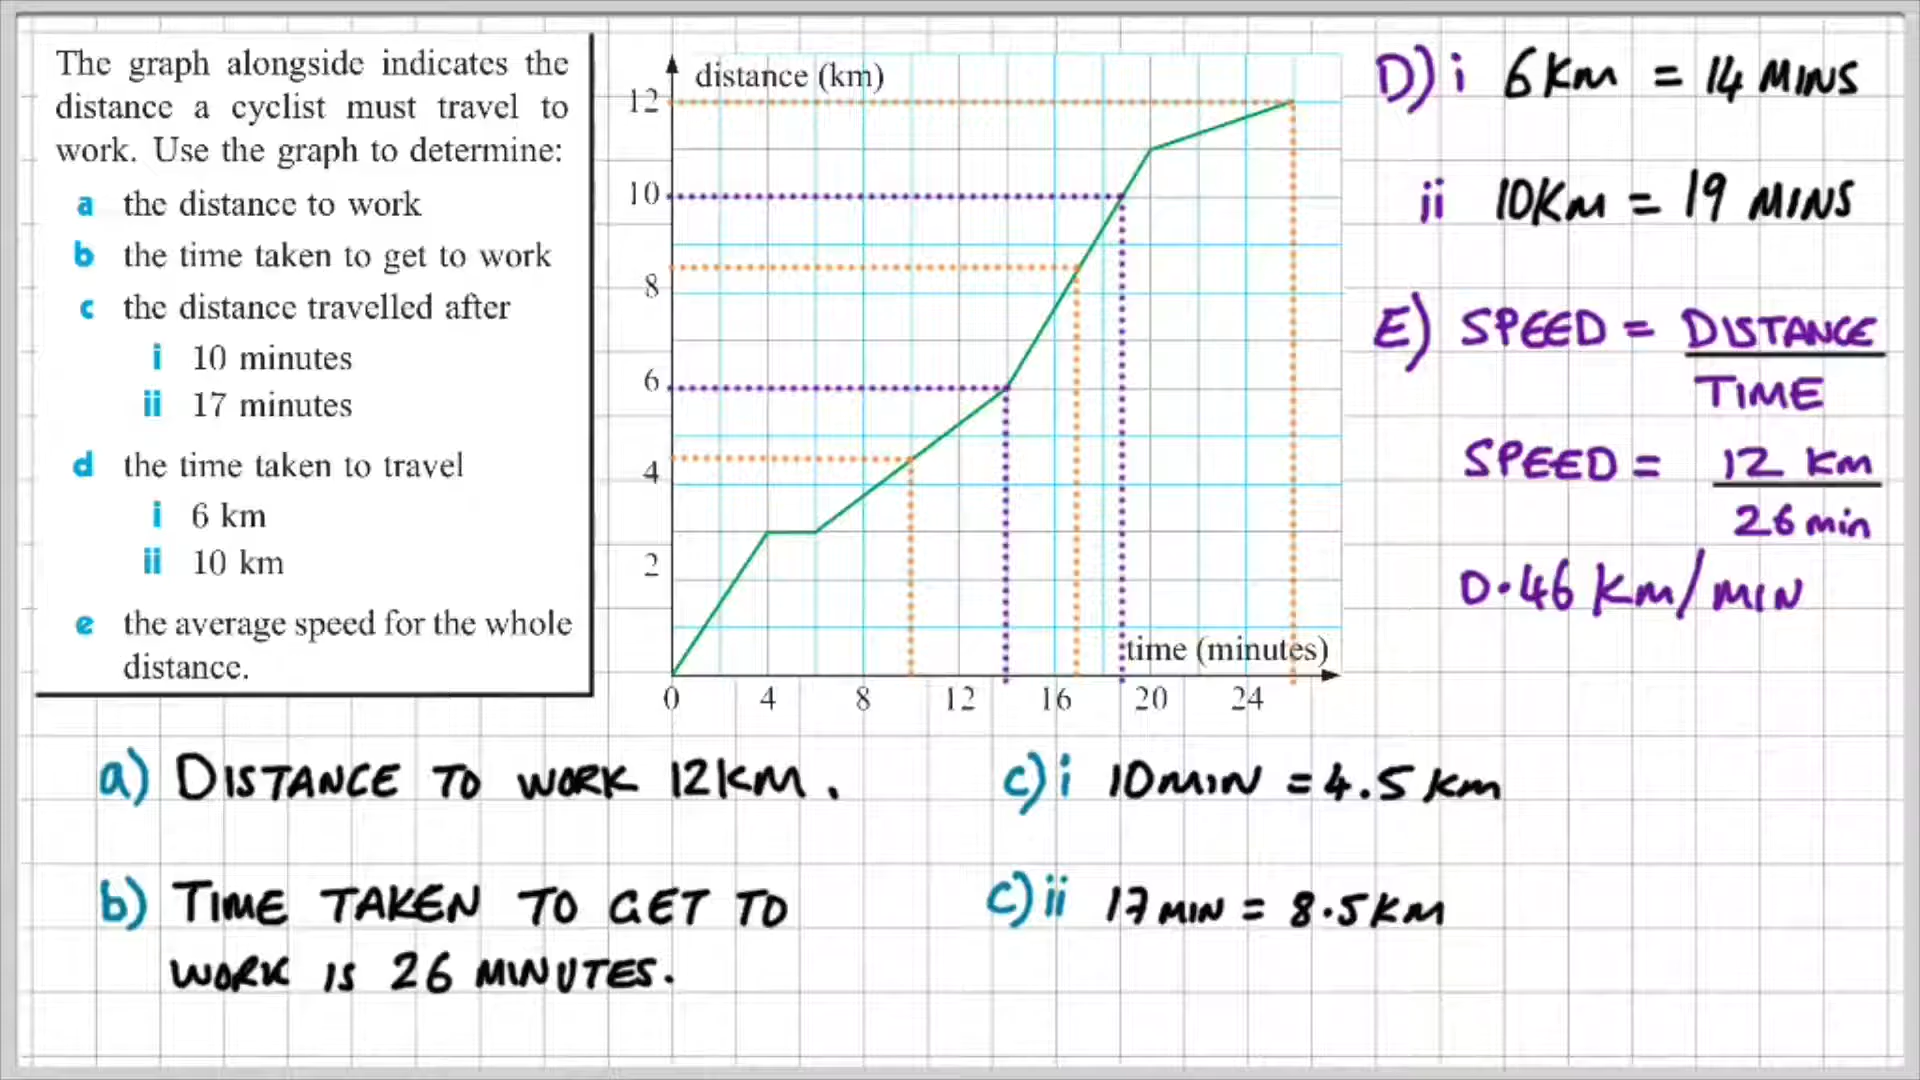 The graph alongside indicates the
distance a cyclist must travel to
work. Use the graph to determine:
a the distance to work
b the time taken to get to work
c the distance travelled after
i 10 minutes
ii 17 minutes
d the time taken to travel
i 6 km
ii 10 km
e the average speed for the whole
distance.
distance (km)
12
10
8
6
4
2
time (minutes)
0 4 8 12 16 20 24
D) i 6 Km = 14 MINS
ii 10Km = 19 MINS
E) SPEED = DISTANCE
TIME
SPEED = 12 Km
26 min
0.46 Km/MIN
a) DISTANCE TO WORK 12KM.
b) TIME TAKEN TO GET TO
WORK IS 26 MINUTES.
C) i 10MIN = 4.5 Km
C) ii 17 MIN = 8.5KM